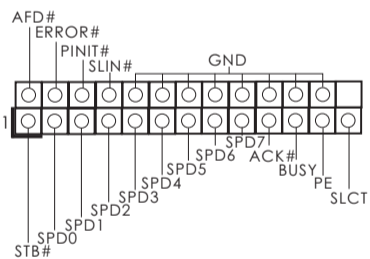 AFD#
ERROR#
PINIT#
SLIN#
GND
1
SPD7
SPD6
ACK#
SPD5
BUSY
SPD4
PE
SPD3
SLCT
SPD2
SPD1
SPD0
STB#